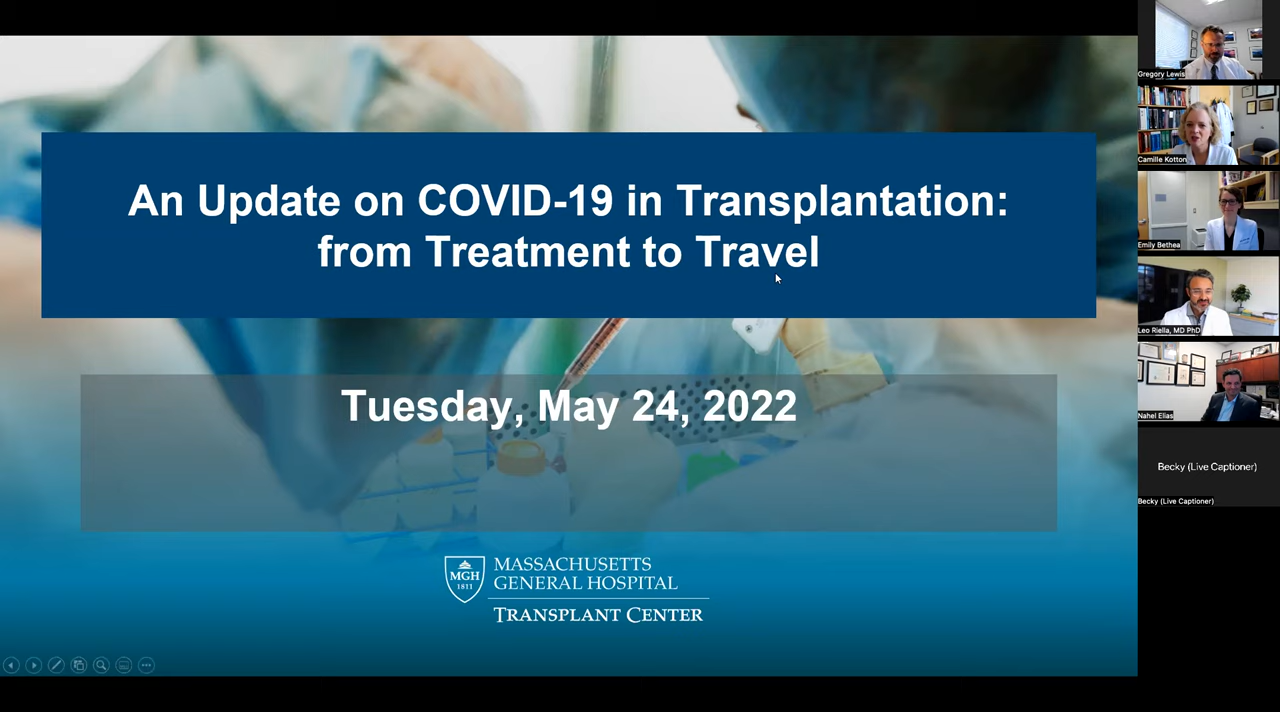 An Update on COVID-19 in Transplantation:
from Treatment to Travel
Tuesday, May 24, 2022
MGH
1811
MASSACHUSETTS
GENERAL HOSPITAL
TRANSPLANT CENTER
Gregory Lewis
Camille Kotton
Emily Bethea
Leo Riella, MD PhD
Nahel Elias
Becky (Live Captioner)
Becky (Live Captioner)